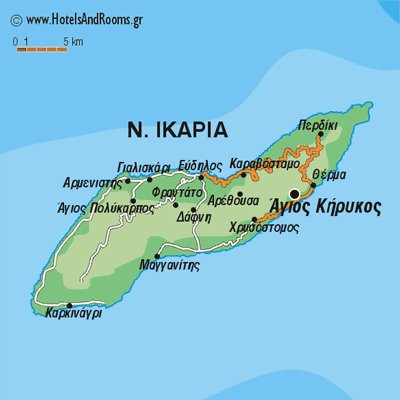 © www.HotelsAndRooms.gr
0 1 5 km
Ν. ΙΚΑΡΙΑ
Περδίκι
Γιαλισκάρι
Εύδηλος
Καραβόσταμο
Αρμενιστής
Θέρμα
Φραντάτο
Αρέθουσα
Άγιος Πολύκαρπος
Δάφνη
Άγιος Κήρυκος
Χρυσόστομος
Μαγγανίτης
Καρκινάγρι